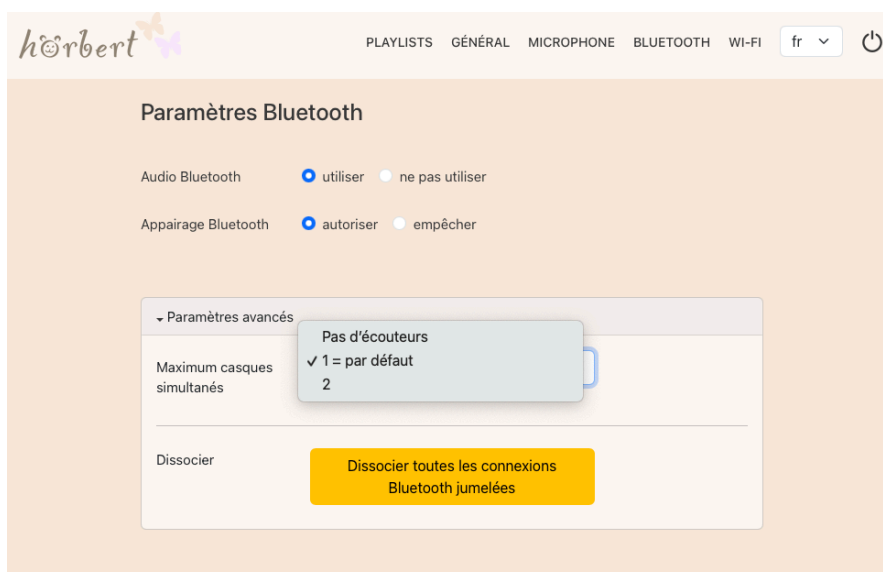 hörbert
PLAYLISTS GÉNÉRAL MICROPHONE BLUETOOTH WI-FI fr
Paramètres Bluetooth
Audio Bluetooth utiliser ne pas utiliser
Appairage Bluetooth autoriser empêcher
Paramètres avancés
Pas d'écouteurs
Maximum casques
simultanés
✓ 1 = par défaut
2
Dissocier
Dissocier toutes les connexions
Bluetooth jumelées